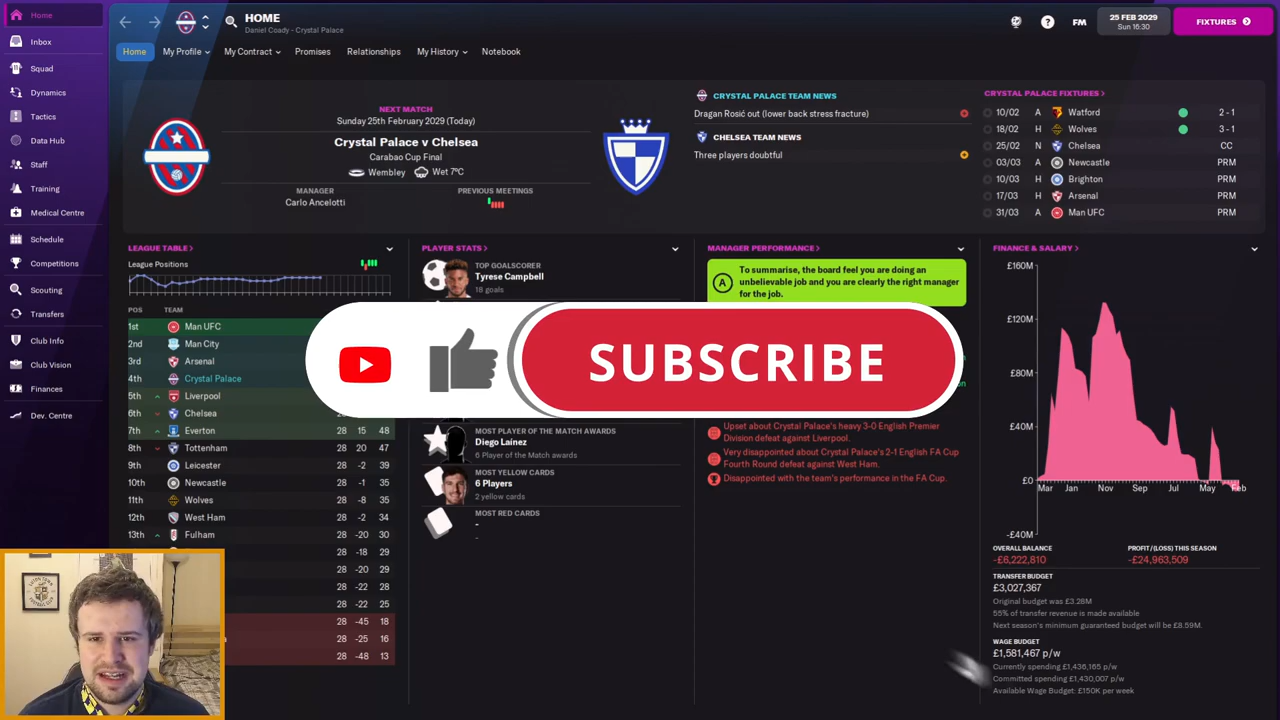 Home
Inbox
Squad
Dynamics
Tactics
Data Hub
Staff
Training
Medical Centre
Schedule
Competitions
Scouting
Transfers
Club Info
Club Vision
Finances
Dev. Centre
HOME
Daniel Coady - Crystal Palace
?
FM
25 FEB 2029
Sun 16:30
FIXTURES
Home
My Profile
My Contract
Promises
Relationships
My History
Notebook
NEXT MATCH
Sunday 25th February 2029 (Today)
Crystal Palace v Chelsea
Carabao Cup Final
Wembley Wet 7ºC
MANAGER
Carlo Ancelotti
PREVIOUS MEETINGS
CRYSTAL PALACE TEAM NEWS
Dragan Rosić out (lower back stress fracture)
CHELSEA TEAM NEWS
Three players doubtful
CRYSTAL PALACE FIXTURES >
10/02 A Watford 2 - 1
18/02 H Wolves 3 - 1
25/02 N Chelsea CC
03/03 A Newcastle PRM
10/03 H Brighton PRM
17/03 H Arsenal PRM
31/03 A Man UFC PRM
LEAGUE TABLE >
League Positions
POS TEAM
1st Man UFC
2nd Man City
3rd Arsenal
4th Crystal Palace
5th Liverpool
6th Chelsea
7th Everton 28 15 48
8th Tottenham 28 20 47
9th Leicester 28 -2 39
10th Newcastle 28 -1 35
11th Wolves 28 -8 35
12th West Ham 28 -2 34
13th Fulham 28 -20 30
28 -18 29
28 -20 29
28 -22 28
28 -22 25
28 -45 18
28 -25 16
28 -48 13
PLAYER STATS >
TOP GOALSCORER
Tyrese Campbell
18 goals
MOST PLAYER OF THE MATCH AWARDS
Diego Laínez
6 Player of the Match awards
MOST YELLOW CARDS
6 Players
2 yellow cards
MOST RED CARDS
-
-
MANAGER PERFORMANCE >
A
To summarise, the board feel you are doing an
unbelievable job and you are clearly the right manager
for the job.
Upset about Crystal Palace's heavy 3-0 English Premier
Division defeat against Liverpool.
Very disappointed about Crystal Palace's 2-1 English FA Cup
Fourth Round defeat against West Ham.
Disappointed with the team's performance in the FA Cup.
SUBSCRIBE
FINANCE & SALARY >
£160M
£120M
£80M
£40M
£0
-£40M
Mar Jan Nov Sep Jul May Feb
OVERALL BALANCE
-£6,222,810
PROFIT/(LOSS) THIS SEASON
-£24,963,509
TRANSFER BUDGET
£3,027,367
Original budget was £3.28M
55% of transfer revenue is made available
Next season's minimum guaranteed budget will be £8.59M.
WAGE BUDGET
£1,581,467 p/w
Currently spending £1,436,165 p/w
Committed spending £1,430,007 p/w
Available Wage Budget: £150K per week